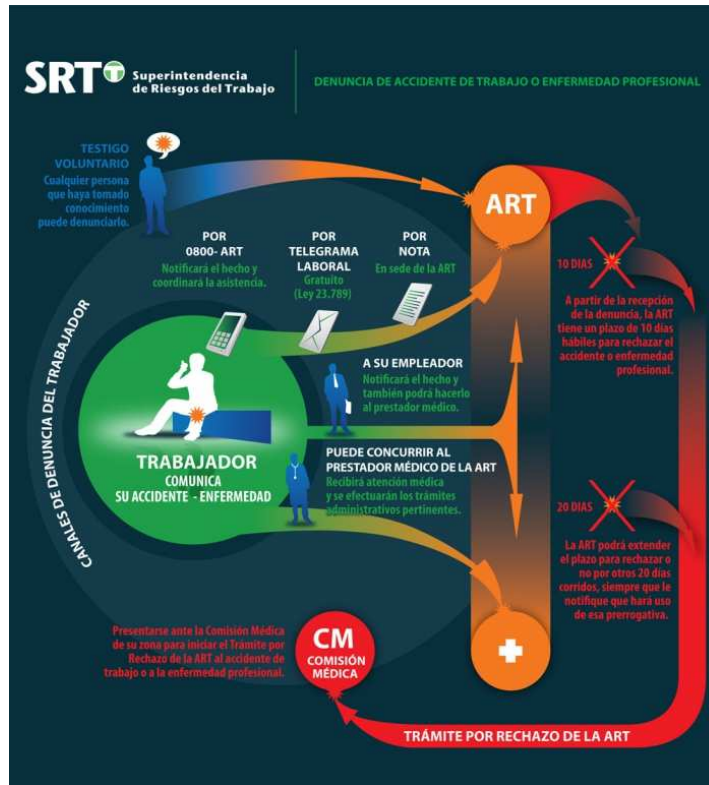 SRT
Superintendencia
de Riesgos del Trabajo
DENUNCIA DE ACCIDENTE DE TRABAJO O ENFERMEDAD PROFESIONAL
TESTIGO
VOLUNTARIO
Cualquier persona
que haya tomado
conocimiento
puede denunciarlo.
ART
POR
0800- ART
Notificará el hecho y
coordinará la asistencia.
POR
TELEGRAMA
LABORAL
Gratuito
(Ley 23.789)
POR
NOTA
En sede de la ART
10 DIAS
A partir de la recepción
de la denuncia, la ART
tiene un plazo de 10 días
hábiles para rechazar el
accidente o enfermedad
profesional.
CANALES DE DENUNCIA DEL TRABAJADOR
A SU EMPLEADOR
Notificará el hecho y
también podrá hacerlo
al prestador médico.
TRABAJADOR
COMUNICA
SU ACCIDENTE - ENFERMEDAD
PUEDE CONCURRIR AL
PRESTADOR MÉDICO DE LA ART
Recibirá atención médica
y se efectuarán los trámites
administrativos pertinentes.
20 DIAS
La ART podrá extender
el plazo para rechazar o
no por otros 20 días
corridos, siempre que le
notifique que hará uso
de esa prerrogativa.
Presentarse ante la Comisión Médica
de su zona para iniciar el Trámite por
Rechazo de la ART al accidente de
trabajo o a la enfermedad profesional.
CM
COMISIÓN
MÉDICA
TRÁMITE POR RECHAZO DE LA ART